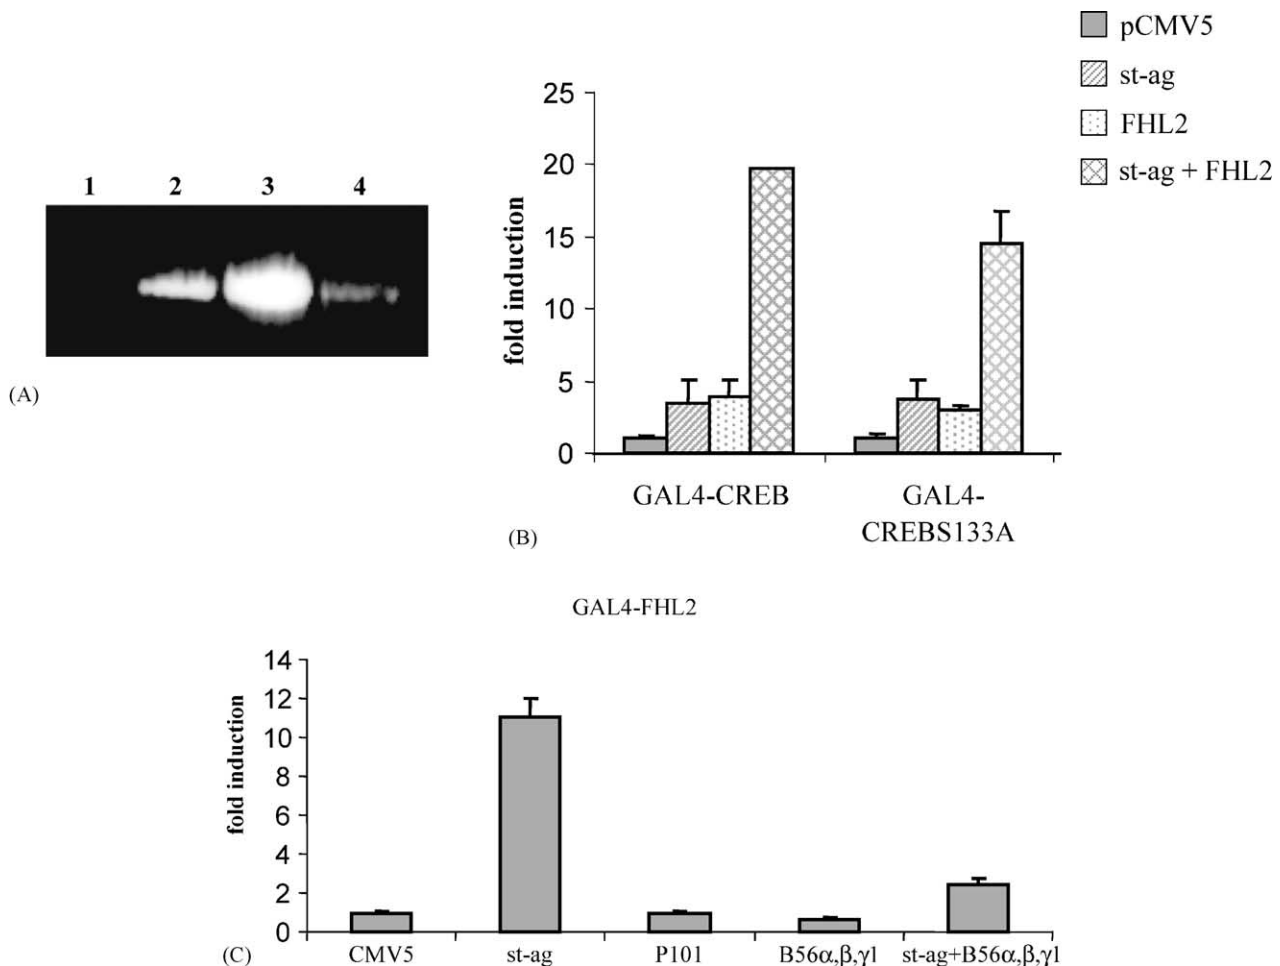 pCMV5
st-ag
FHL2
st-ag + FHL2
1 2 3 4
(A)
fold induction
25
20
15
10
5
0
GAL4-CREB
GAL4-
CREBS133A
(B)
GAL4-FHL2
fold induction
14
12
10
8
6
4
2
0
CMV5 st-ag P101 B56α,β,γ1 st-ag+B56α,β,γ1
(C)